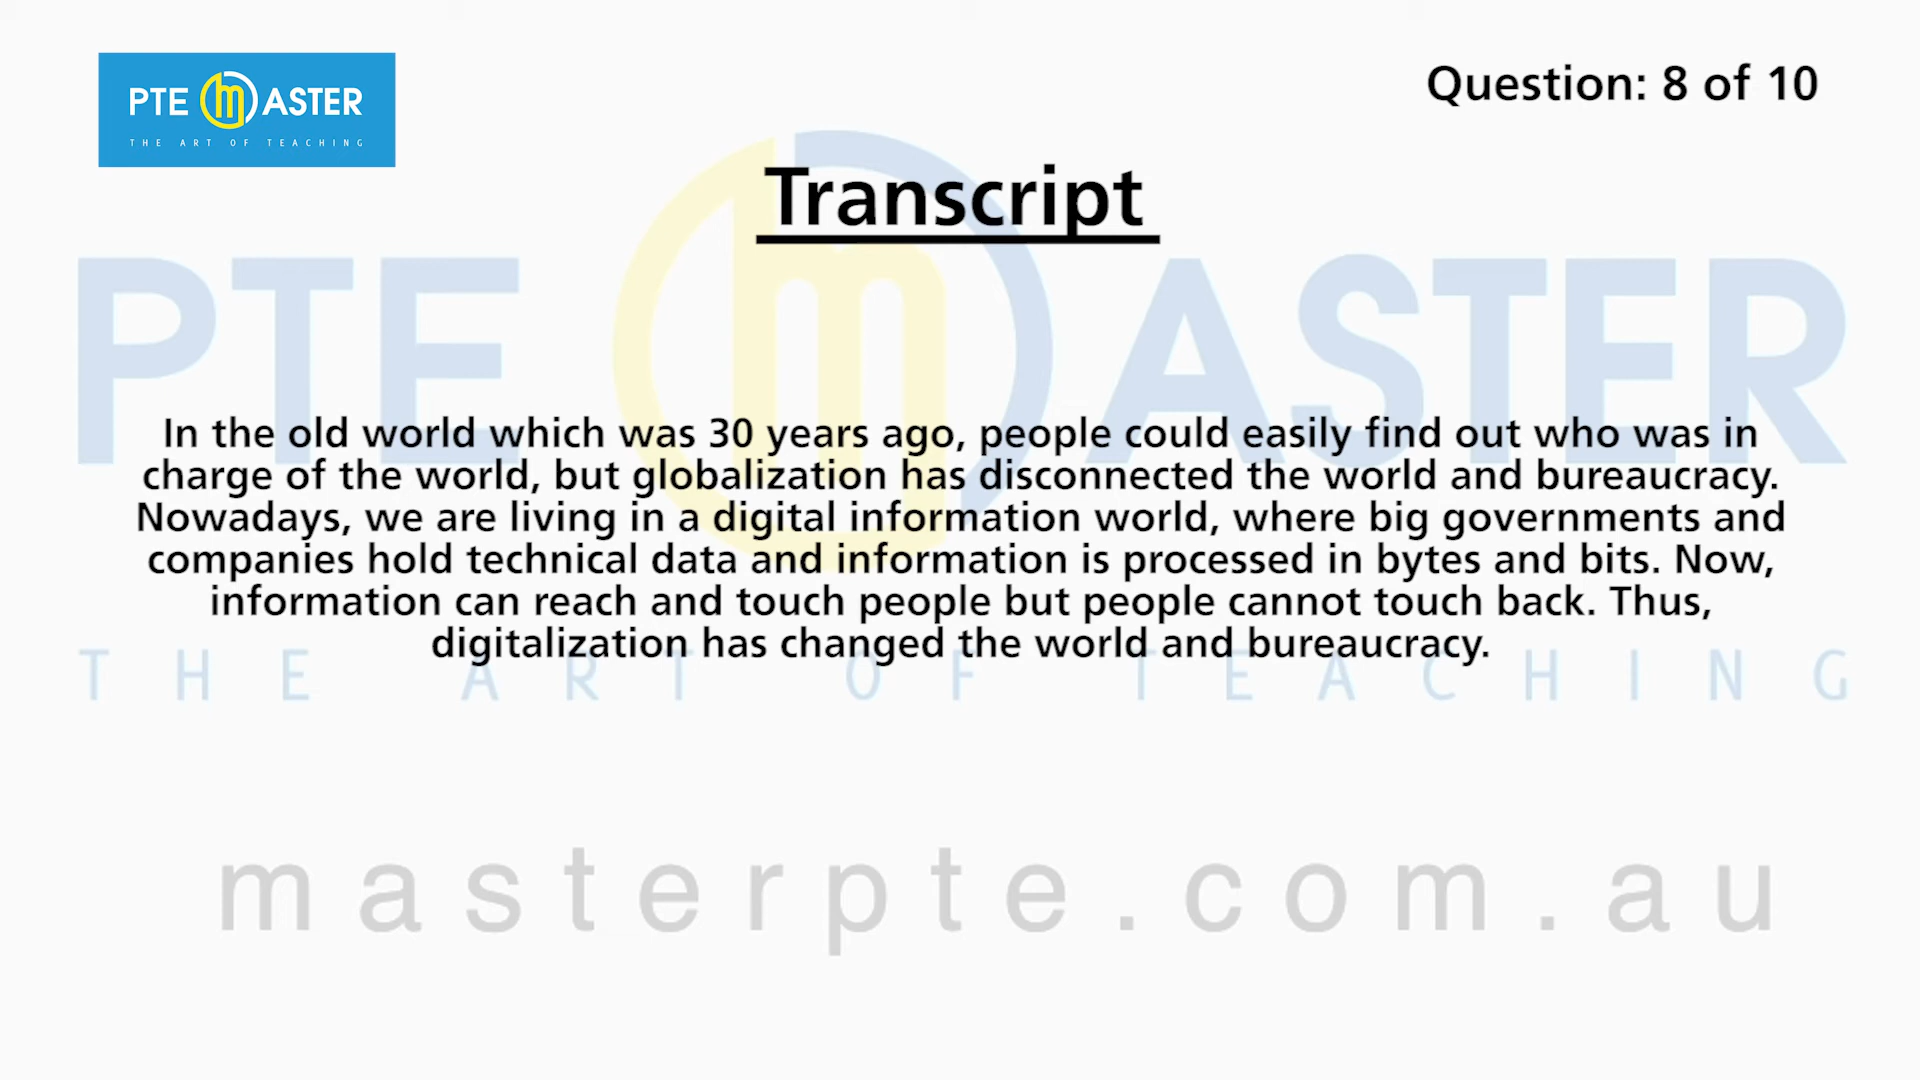 PTE MASTER
THE ART OF TEACHING
Question: 8 of 10
Transcript
PTE MASTER
In the old world which was 30 years ago, people could easily find out who was in
charge of the world, but globalization has disconnected the world and bureaucracy.
Nowadays, we are living in a digital information world, where big governments and
companies hold technical data and information is processed in bytes and bits. Now,
information can reach and touch people but people cannot touch back. Thus,
digitalization has changed the world and bureaucracy.
THE ART OF TEACHING
masterpte.com.au